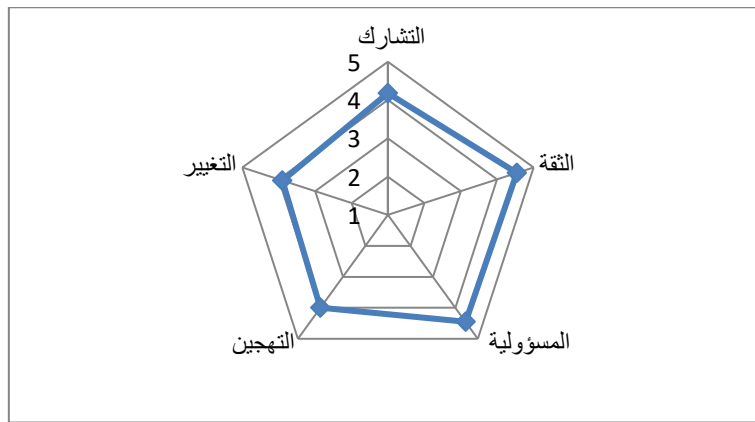 التشارك
5
4
3
2
1
الثقة
التغيير
المسؤولية
التهجين